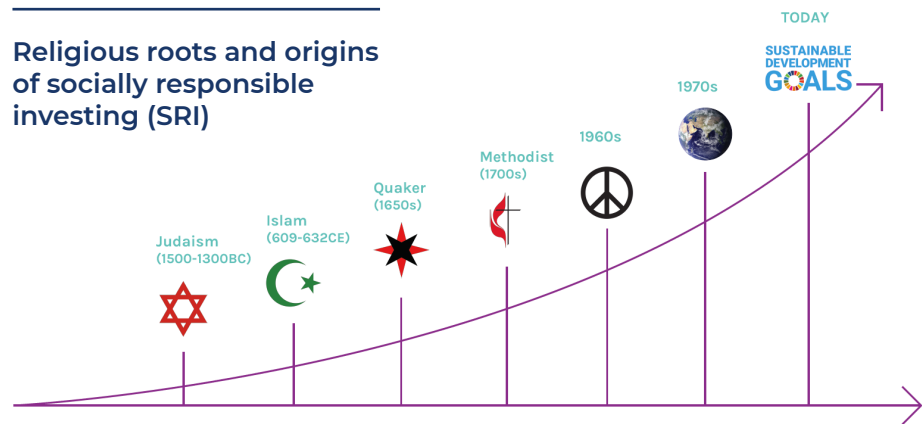 Religious roots and origins
of socially responsible
investing (SRI)
Judaism
(1500-1300BC)
Islam
(609-632CE)
Quaker
(1650s)
Methodist
(1700s)
1960s
1970s
TODAY
SUSTAINABLE
DEVELOPMENT
GOALS